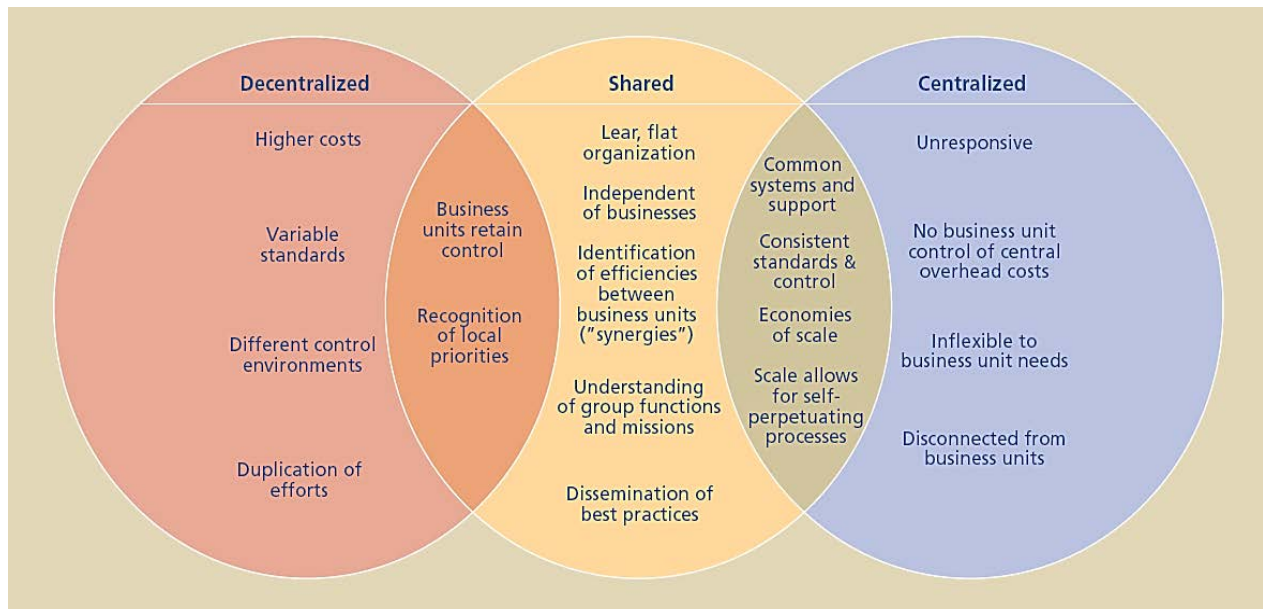 Decentralized
Higher costs
Variable
standards
Different control
environments
Duplication of
efforts
Business
units retain
control
Recognition
of local
priorities
Shared
Lear, flat
organization
Independent
of businesses
Identification
of efficiencies
between
business units
("synergies")
Understanding
of group functions
and missions
Dissemination of
best practices
Common
systems and
support
Consistent
standards &
control
Economies
of scale
Scale allows
for self-
perpetuating
processes
Centralized
Unresponsive
No business unit
control of central
overhead costs
Inflexible to
business unit needs
Disconnected from
business units